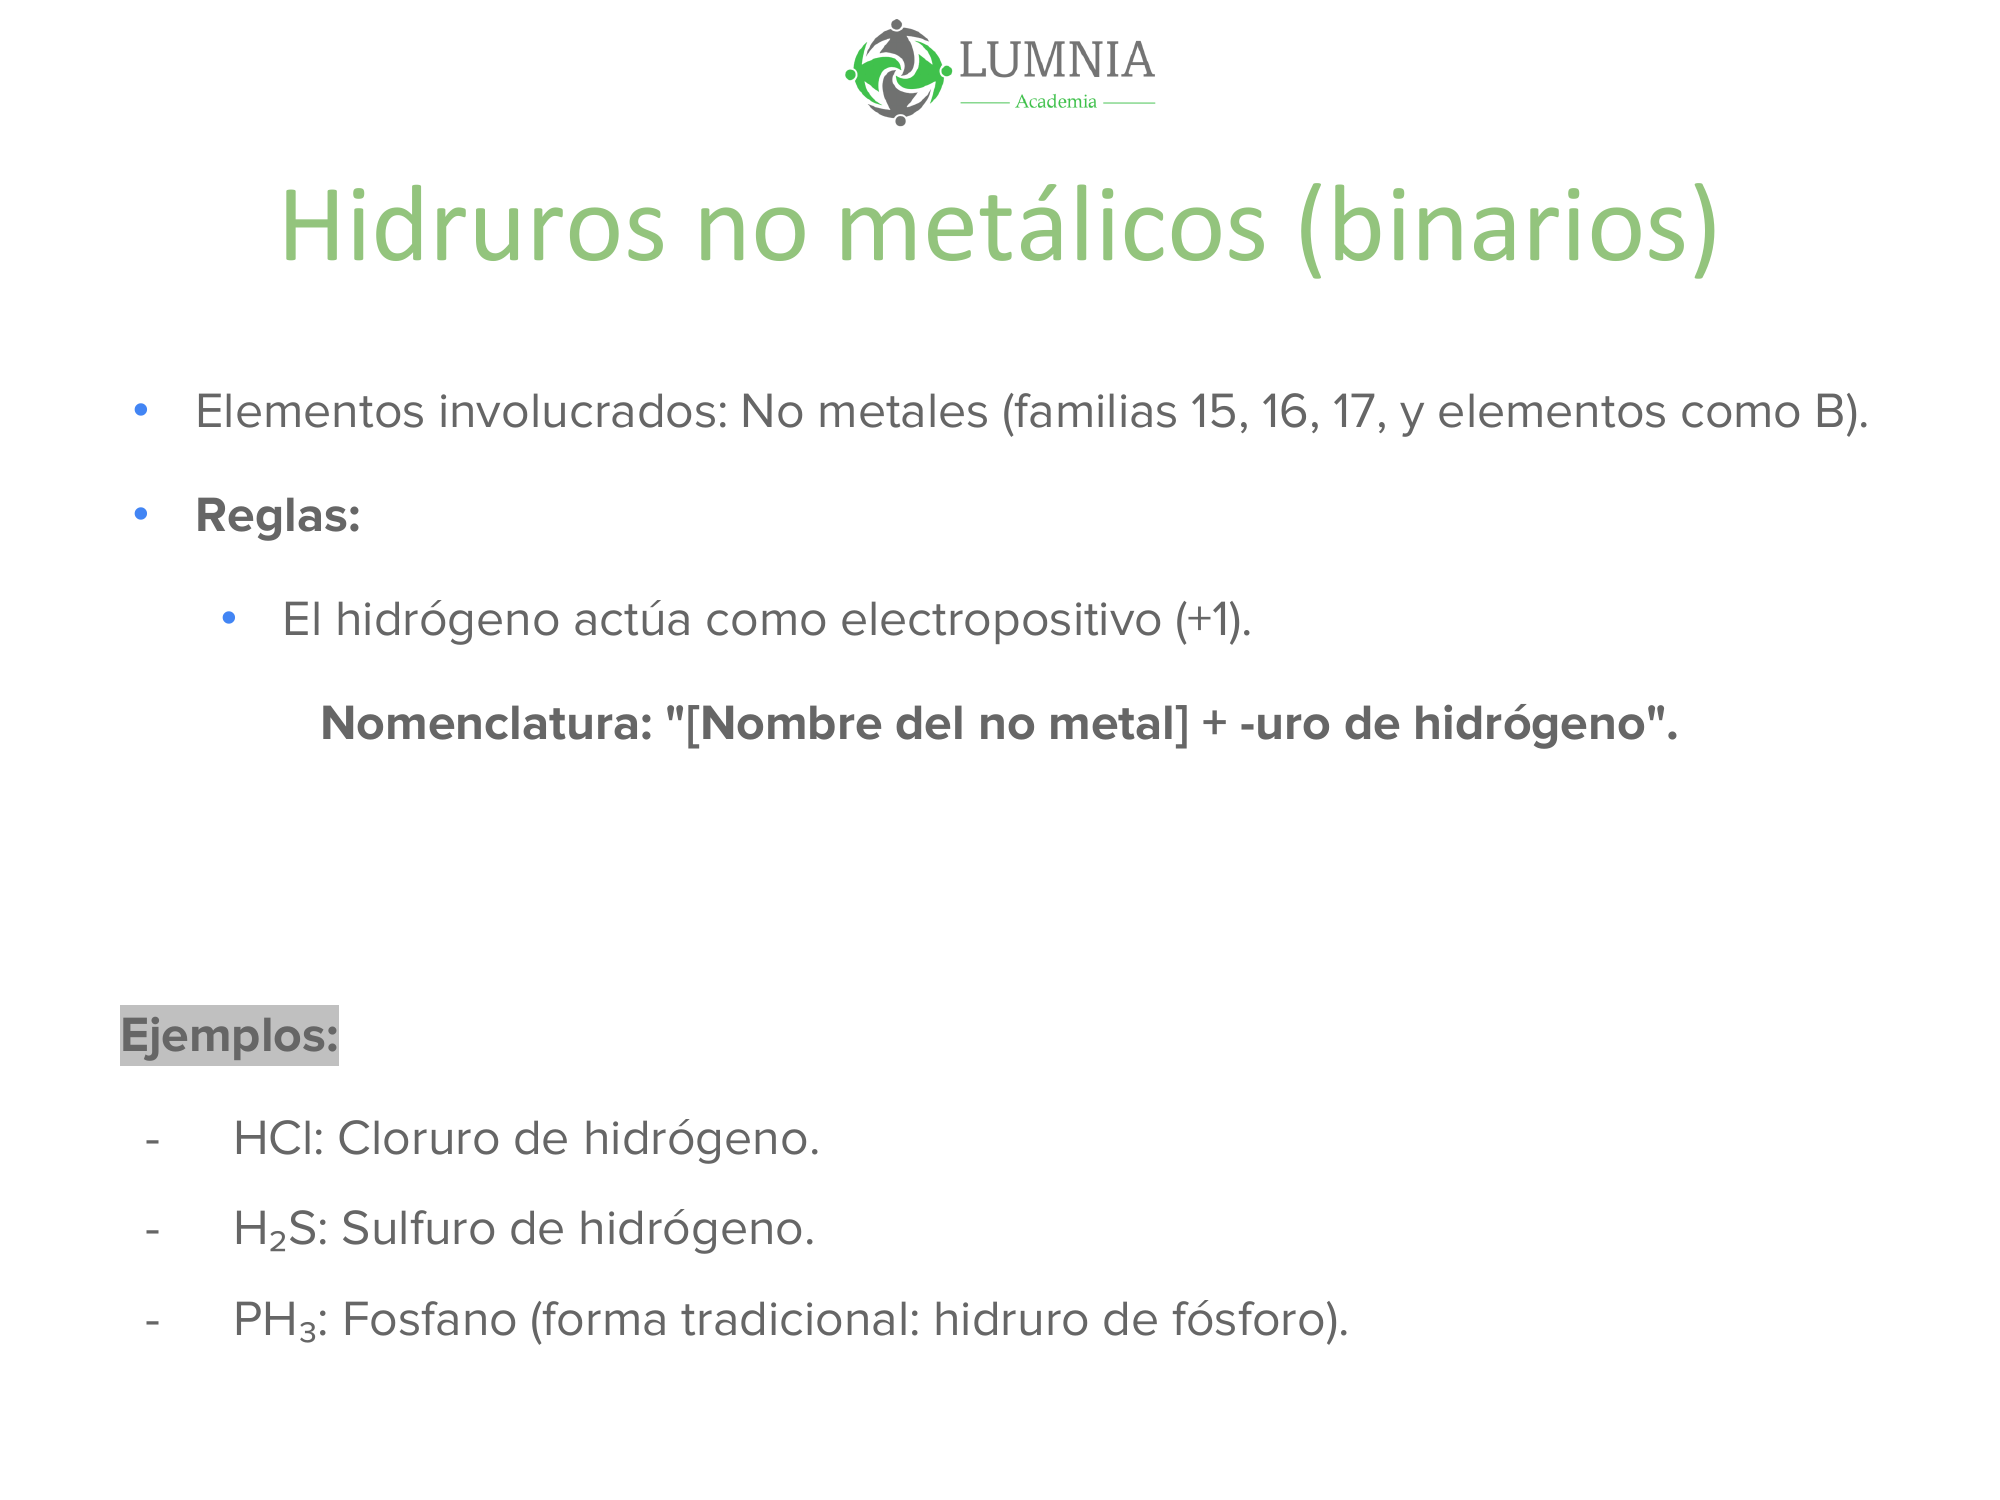 LUMNIA
Academia
Hidruros no metálicos (binarios)
• Elementos involucrados: No metales (familias 15, 16, 17, y elementos como B).
• Reglas:
• El hidrógeno actúa como electropositivo (+1).
Nomenclatura: "[Nombre del no metal] + -uro de hidrógeno".
Ejemplos:
- HCl: Cloruro de hidrógeno.
- H₂S: Sulfuro de hidrógeno.
- PH₃: Fosfano (forma tradicional: hidruro de fósforo).